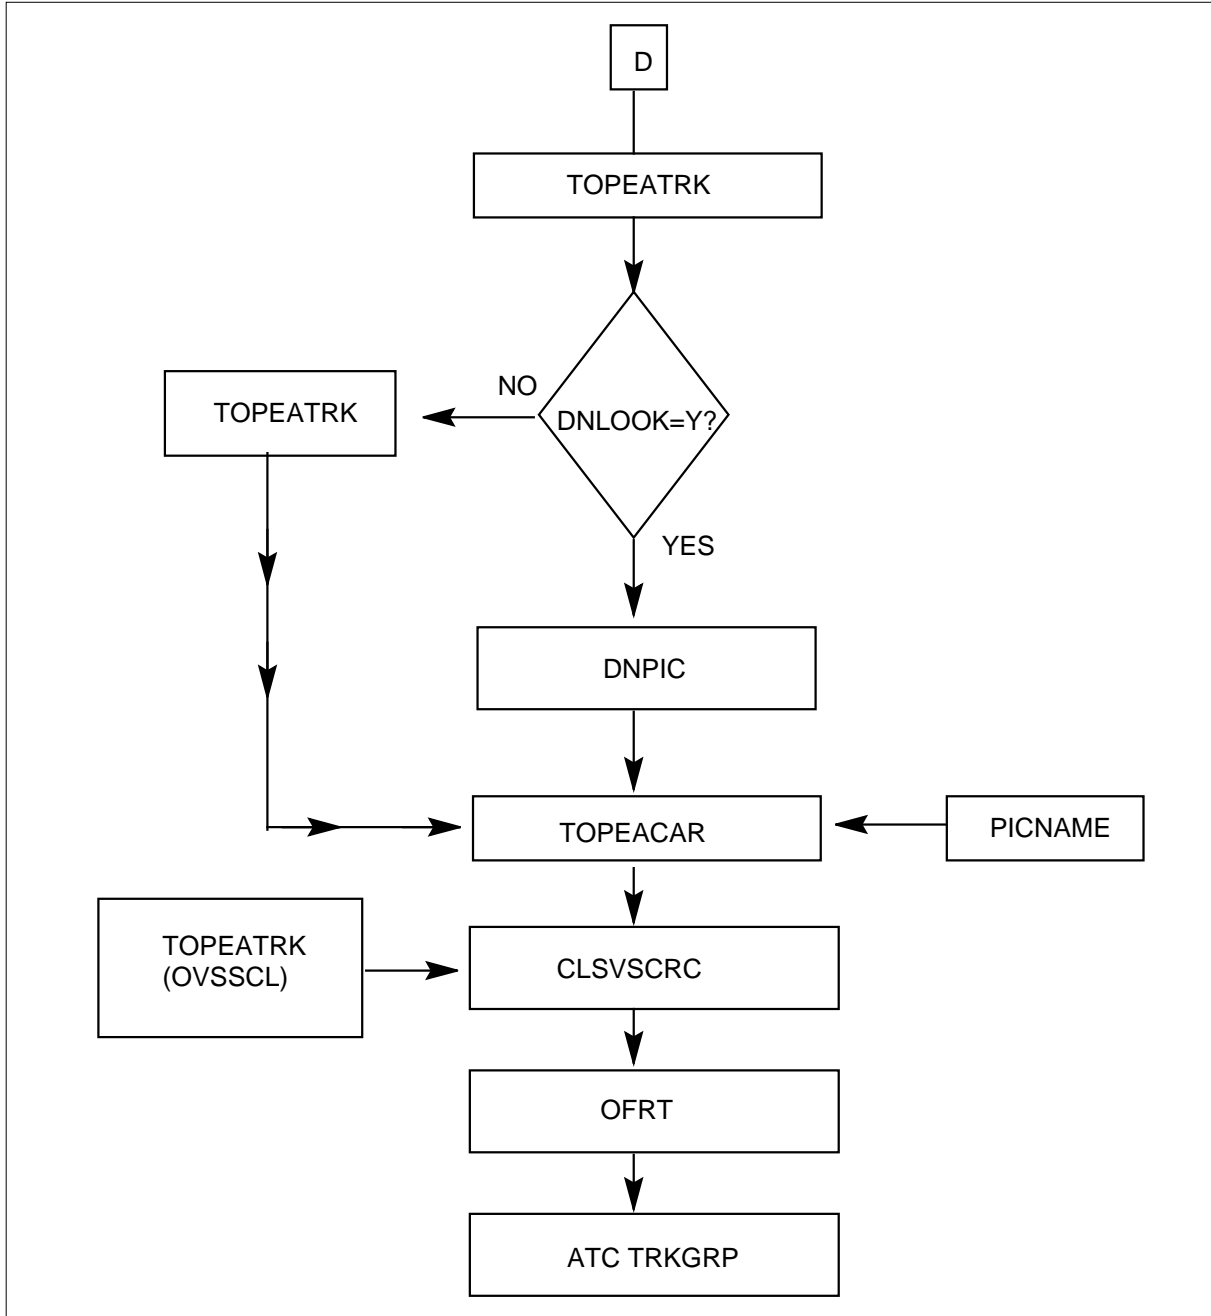 D
TOPEATRK
NO
TOPEATRK
DNLOOK=Y?
YES
DNPIC
TOPEACAR
PICNAME
TOPEATRK
(OVSSCL)
CLSVSCRC
OFRT
ATC TRKGRP